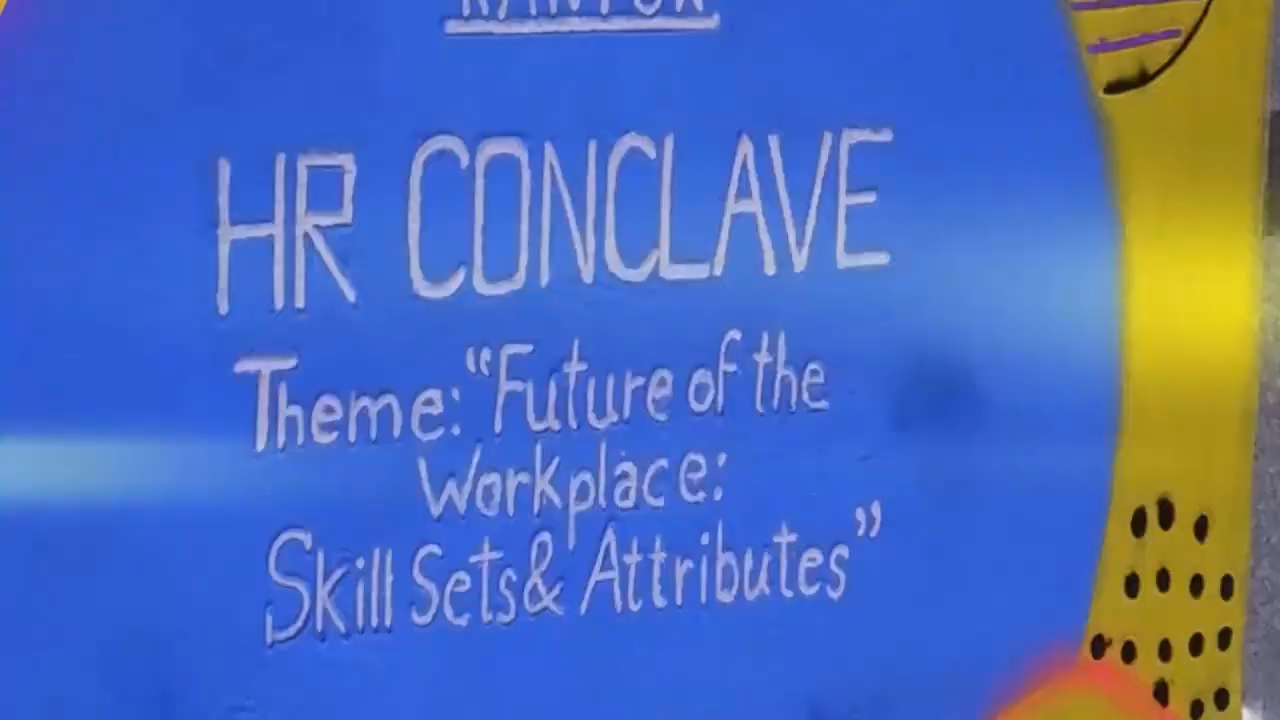 HR CONCLAVE
Theme: “Future of the
Workplace:
Skill Sets & Attributes”